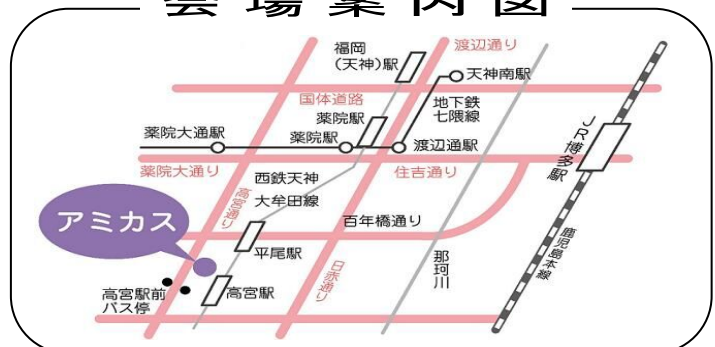 会場案内図
福岡
(天神)駅
渡辺通り
天神南駅
国体道路
地下鉄
七隈線
薬院駅
薬院大通駅
薬院駅
渡辺通駅
JR博多駅
薬院大通り
西鉄天神
大牟田線
住吉通り
高宮通り
アミカス
百年橋通り
平尾駅
日赤通り
那珂川
鹿児島本線
高宮駅前
バス停
高宮駅